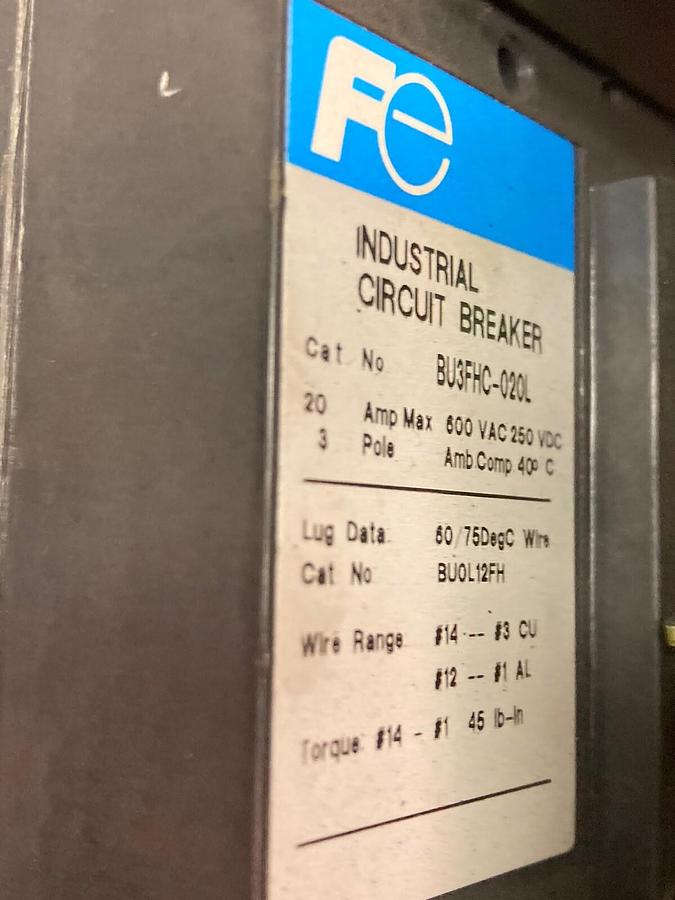 Fe
INDUSTRIAL
CIRCUIT BREAKER
Cat. No BU3FHC-020L
20 Amp Max 600 VAC 250 VDC
3 Pole Amb.Comp. 40º C
Lug Data: 60/75DegC Wire
Cat No BU0L12FH
Wire Range: #14 -- #3 CU
#12 -- #1 AL
Torque: #14 - #1 45 lb-in